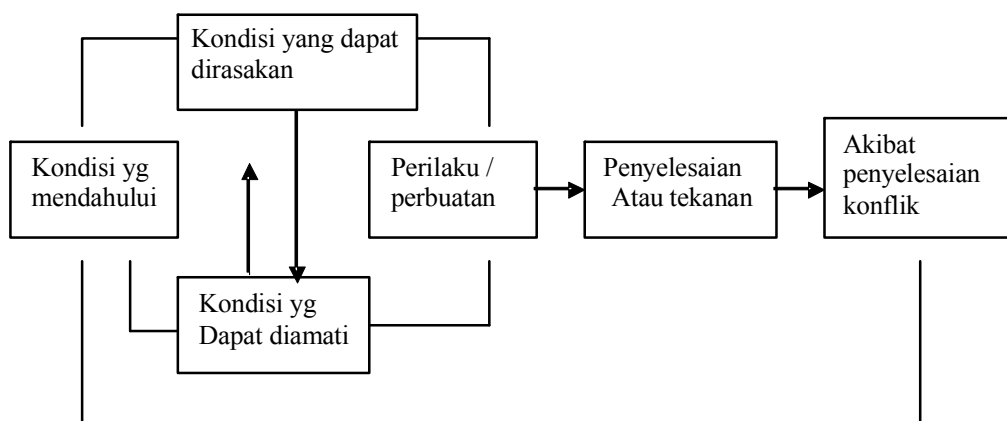 Kondisi yang dapat
dirasakan
Kondisi yg
mendahului
Perilaku /
perbuatan
Penyelesaian
Atau tekanan
Akibat
penyelesaian
konflik
Kondisi yg
Dapat diamati